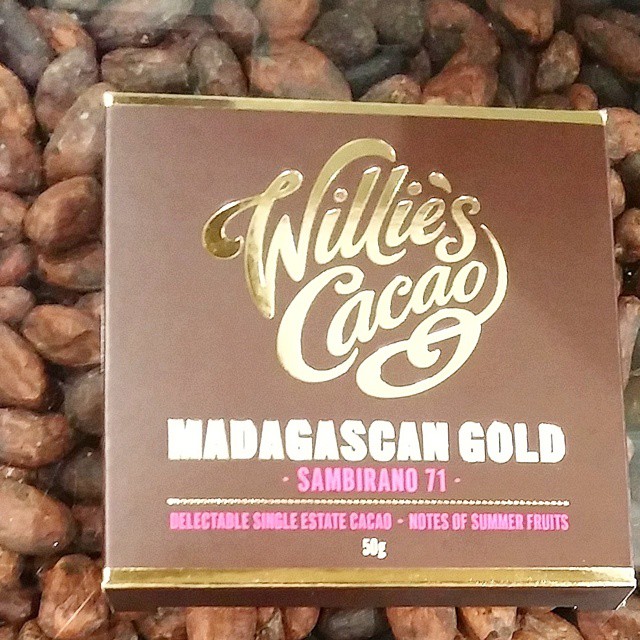 Willie's
Cacao
MADAGASCAN GOLD
· SAMBIRANO 71 ·
DELECTABLE SINGLE ESTATE CACAO - NOTES OF SUMMER FRUITS
50g